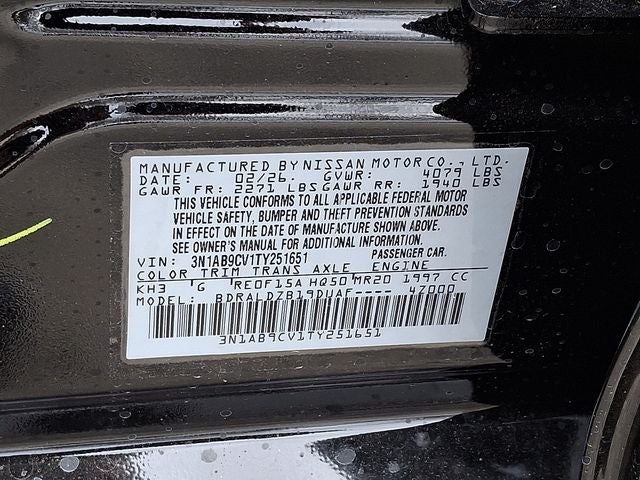 MANUFACTURED BY NISSAN MOTOR CO., LTD.
DATE: 02/26. GVWR: 4079 LBS
GAWR FR: 2271 LBS GAWR RR: 1940 LBS
THIS VEHICLE CONFORMS TO ALL APPLICABLE FEDERAL MOTOR
VEHICLE SAFETY, BUMPER AND THEFT PREVENTION STANDARDS
IN EFFECT ON THE DATE OF MANUFACTURE SHOWN ABOVE.
SEE OWNER'S MANUAL FOR ADDITIONAL INFORMATION.
VIN: 3N1AB9CV1TY251651 PASSENGER CAR.
COLOR TRIM TRANS AXLE ENGINE
KH3 G RE0F15A HQ50 MR20 1997 CC
MODEL: BDRALDZB19DUAF---- 47000
3N1AB9CV1TY251651